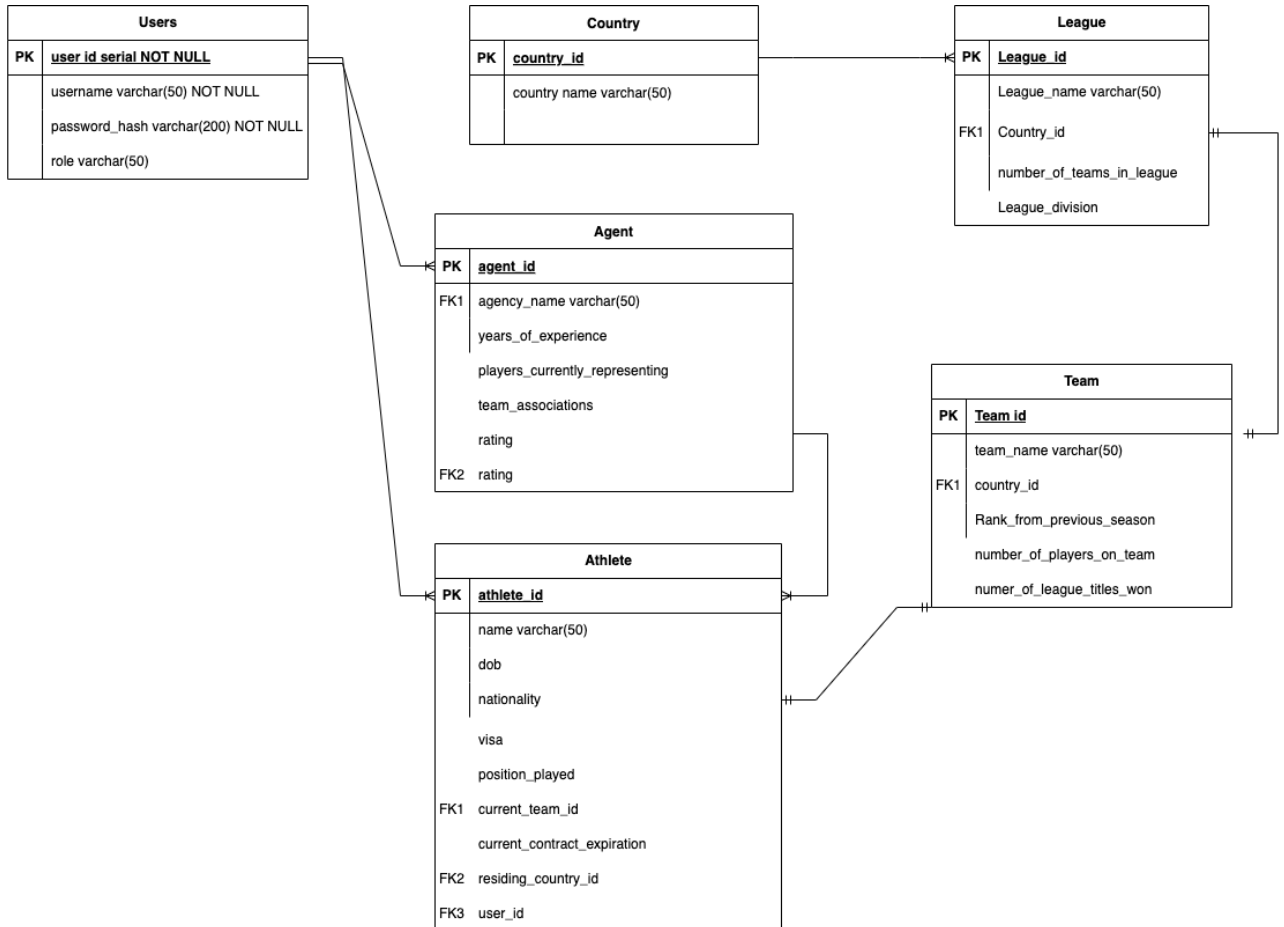 Users
PK user id serial NOT NULL
username varchar(50) NOT NULL
password_hash varchar(200) NOT NULL
role varchar(50)
Country
PK country_id
country name varchar(50)
League
PK League_id
League_name varchar(50)
FK1 Country_id
number_of_teams_in_league
League_division
Agent
PK agent_id
FK1 agency_name varchar(50)
years_of_experience
players_currently_representing
team_associations
rating
FK2 rating
Team
PK Team id
team_name varchar(50)
FK1 country_id
Rank_from_previous_season
number_of_players_on_team
numer_of_league_titles_won
Athlete
PK athlete_id
name varchar(50)
dob
nationality
visa
position_played
FK1 current_team_id
current_contract_expiration
FK2 residing_country_id
FK3 user_id